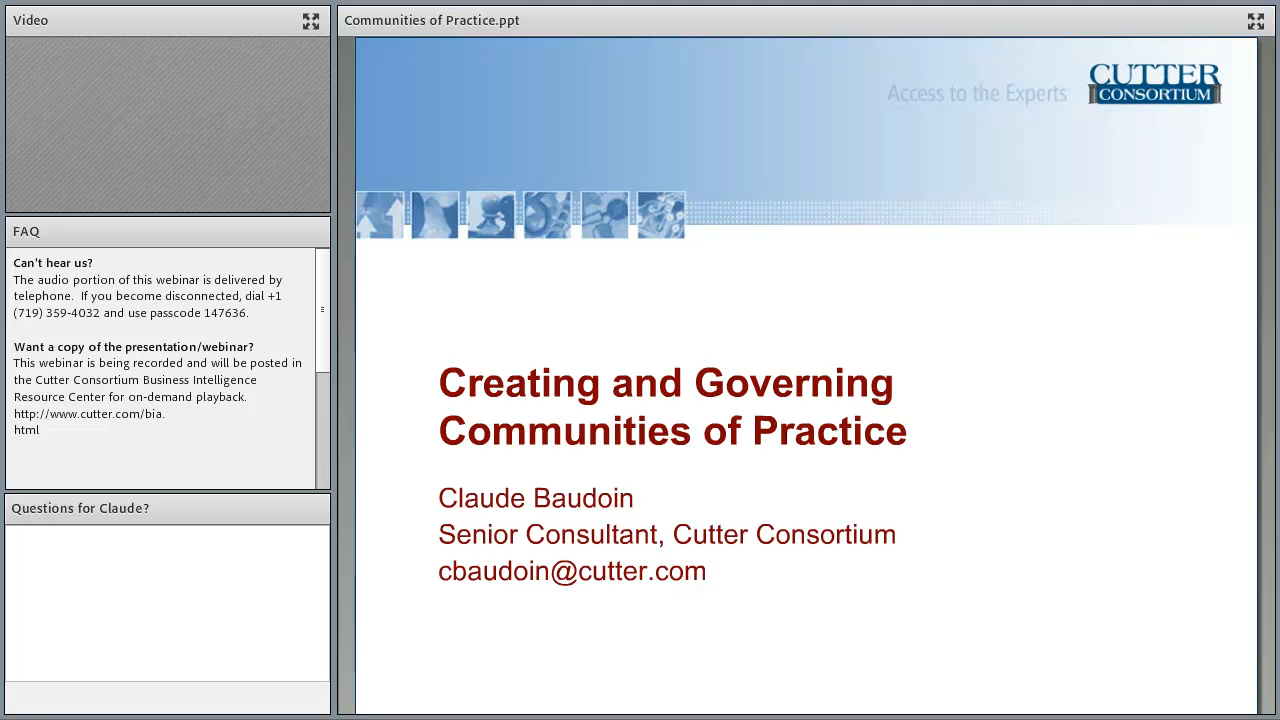 Video
FAQ
Can't hear us?
The audio portion of this webinar is delivered by
telephone.  If you become disconnected, dial +1
(719) 359-4032 and use passcode 147636.
Want a copy of the presentation/webinar?
This webinar is being recorded and will be posted in
the Cutter Consortium Business Intelligence
Resource Center for on-demand playback.
http://www.cutter.com/bia.
html
Questions for Claude?
Communities of Practice.ppt
Access to the Experts
CUTTER
CONSORTIUM
Creating and Governing
Communities of Practice
Claude Baudoin
Senior Consultant, Cutter Consortium
cbaudoin@cutter.com